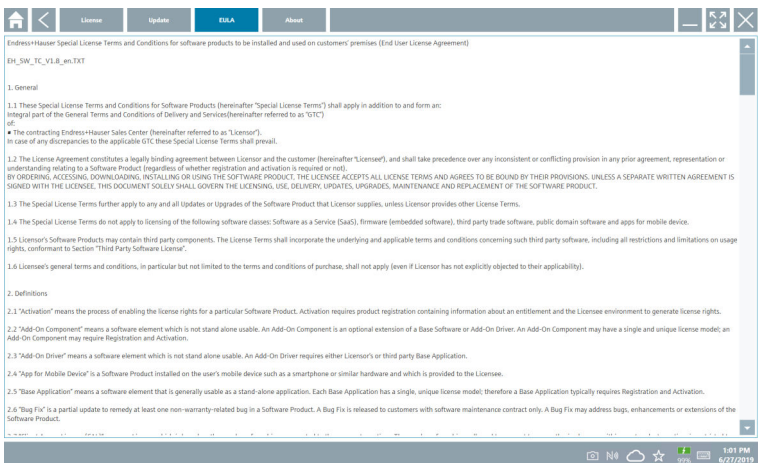 License Update EULA About
Endress+Hauser Special License Terms and Conditions for software products to be installed and used on customers' premises (End User License Agreement)
EH_SW_TC_V1.8_en.TXT
1. General
1.1 These Special License Terms and Conditions for Software Products (hereinafter "Special License Terms") shall apply in addition to and form an:
Integral part of the General Terms and Conditions of Delivery and Services(hereinafter referred to as "GTC")
of:
● The contracting Endress+Hauser Sales Center (hereinafter referred to as "Licensor").
In case of any discrepancies to the applicable GTC these Special License Terms shall prevail.
1.2 The License Agreement constitutes a legally binding agreement between Licensor and the customer (hereinafter "Licensee"), and shall take precedence over any inconsistent or conflicting provision in any prior agreement, representation or
understanding relating to a Software Product (regardless of whether registration and activation is required or not).
BY ORDERING, ACCESSING, DOWNLOADING, INSTALLING OR USING THE SOFTWARE PRODUCT. THE LICENSEE ACCEPTS ALL LICENSE TERMS AND AGREES TO BE BOUND BY THEIR PROVISIONS. UNLESS A SEPARATE WRITTEN AGREEMENT IS
SIGNED WITH THE LICENSEE, THIS DOCUMENT SOLELY SHALL GOVERN THE LICENSING, USE, DELIVERY, UPDATES, UPGRADES, MAINTENANCE AND REPLACEMENT OF THE SOFTWARE PRODUCT.
1.3 The Special License Terms further apply to any and all Updates or Upgrades of the Software Product that Licensor supplies, unless Licensor provides other License Terms.
1.4 The Special License Terms do not apply to licensing of the following software classes: Software as a Service (SaaS), firmware (embedded software), third party trade software, public domain software and apps for mobile device.
1.5 Licensor's Software Products may contain third party components. The License Terms shall incorporate the underlying and applicable terms and conditions concerning such third party software, including all restrictions and limitations on usage
rights, conformant to Section "Third Party Software License".
1.6 Licensee's general terms and conditions, in particular but not limited to the terms and conditions of purchase, shall not apply (even if Licensor has not explicitly objected to their applicability).
2. Definitions
2.1 "Activation" means the process of enabling the license rights for a particular Software Product. Activation requires product registration containing information about an entitlement and the Licensee environment to generate license rights.
2.2 "Add-On Component" means a software element which is not stand alone usable. An Add-On Component is an optional extension of a Base Software or Add-On Driver. An Add-On Component may have a single and unique license model; an
Add-On Component may require Registration and Activation.
2.3 "Add-On Driver" means a software element which is not stand alone usable. An Add-On Driver requires either Licensor's or third party Base Application.
2.4 "App for Mobile Device" is a Software Product installed on the user's mobile device such as a smartphone or similar hardware and which is provided to the Licensee.
2.5 "Base Application" means a software element that is generally usable as a stand-alone application. Each Base Application has a single, unique license model; therefore a Base Application typically requires Registration and Activation.
2.6 "Bug Fix" is a partial update to remedy at least one non-warranty-related bug in a Software Product. A Bug Fix is released to customers with software maintenance contract only. A Bug Fix may address bugs, enhancements or extensions of the
Software Product.
99%
1:01 PM
6/27/2019